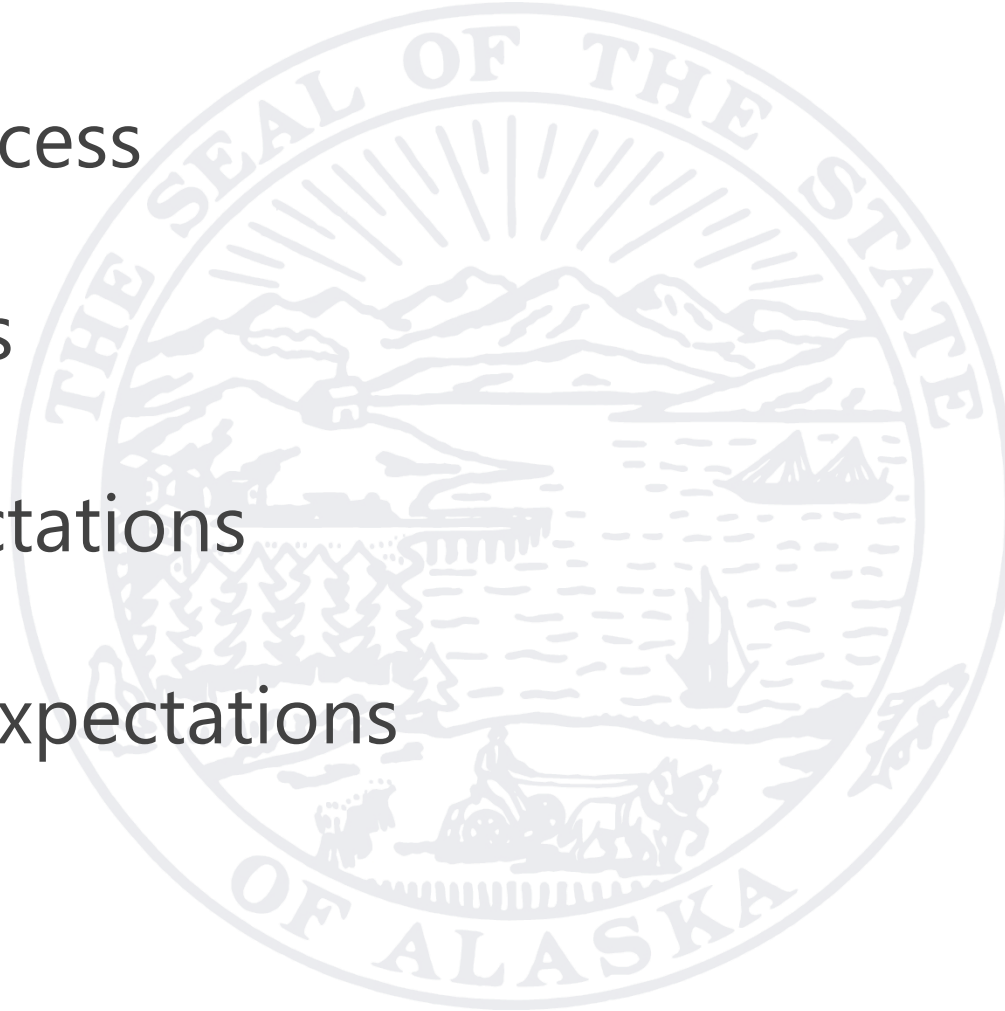 THE SEAL OF THE STATE
cess
s
ctations
xpectations
OF ALASKA